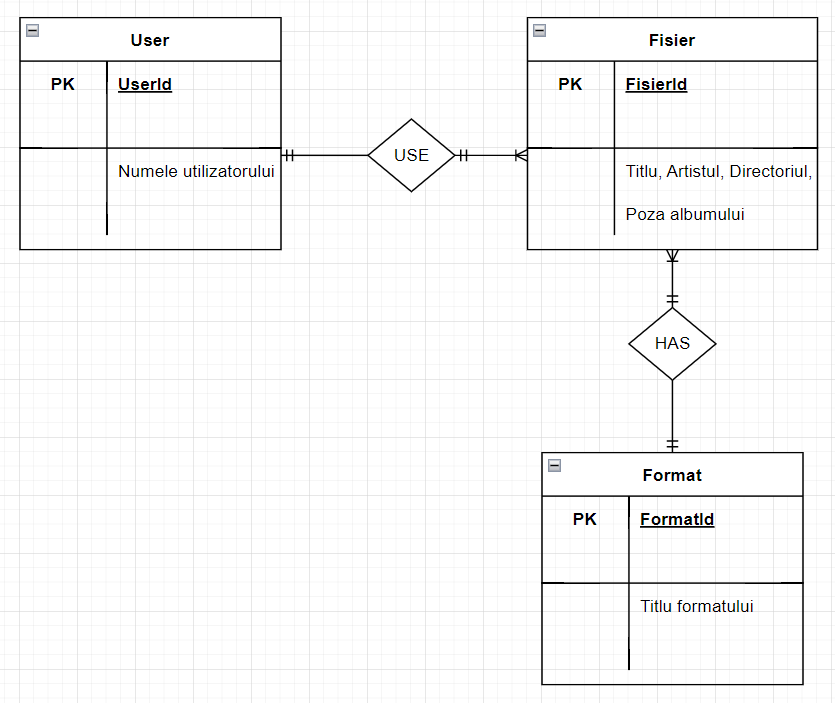 User
PK UserId
Numele utilizatorului
USE
Fisier
PK FisierId
Titlu, Artistul, Directoriul,
Poza albumului
HAS
Format
PK FormatId
Titlu formatului